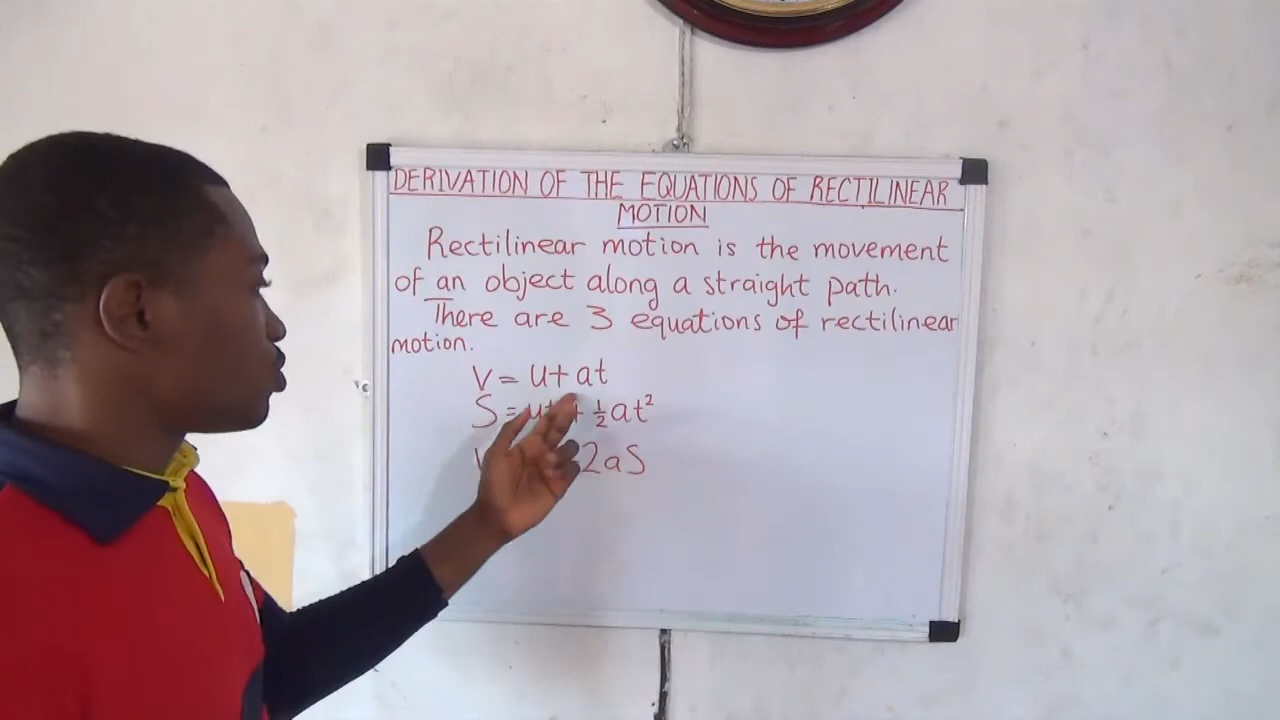 DERIVATION OF THE EQUATIONS OF RECTILINEAR
MOTION
Rectilinear motion is the movement
of an object along a straight path.
There are 3 equations of rectilinear
motion.
V = u + at
S = ut + ½at²
2aS